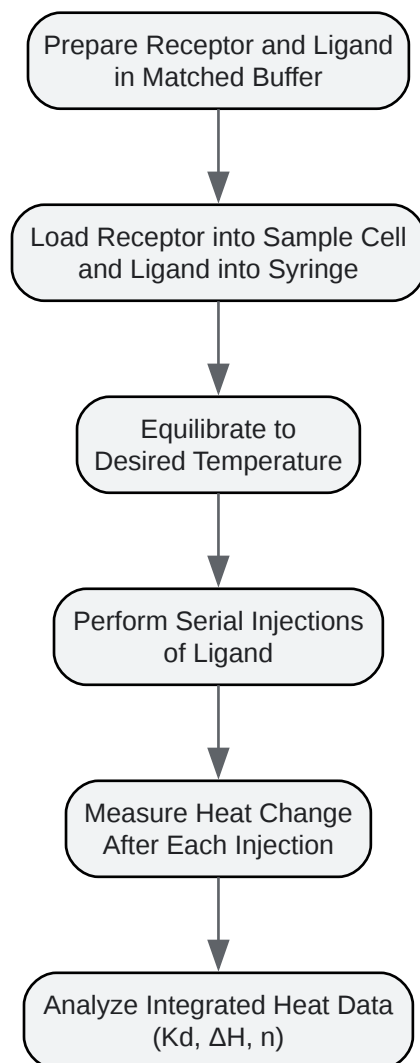 Prepare Receptor and Ligand
in Matched Buffer
Load Receptor into Sample Cell
and Ligand into Syringe
Equilibrate to
Desired Temperature
Perform Serial Injections
of Ligand
Measure Heat Change
After Each Injection
Analyze Integrated Heat Data
(Kd, ΔH, n)